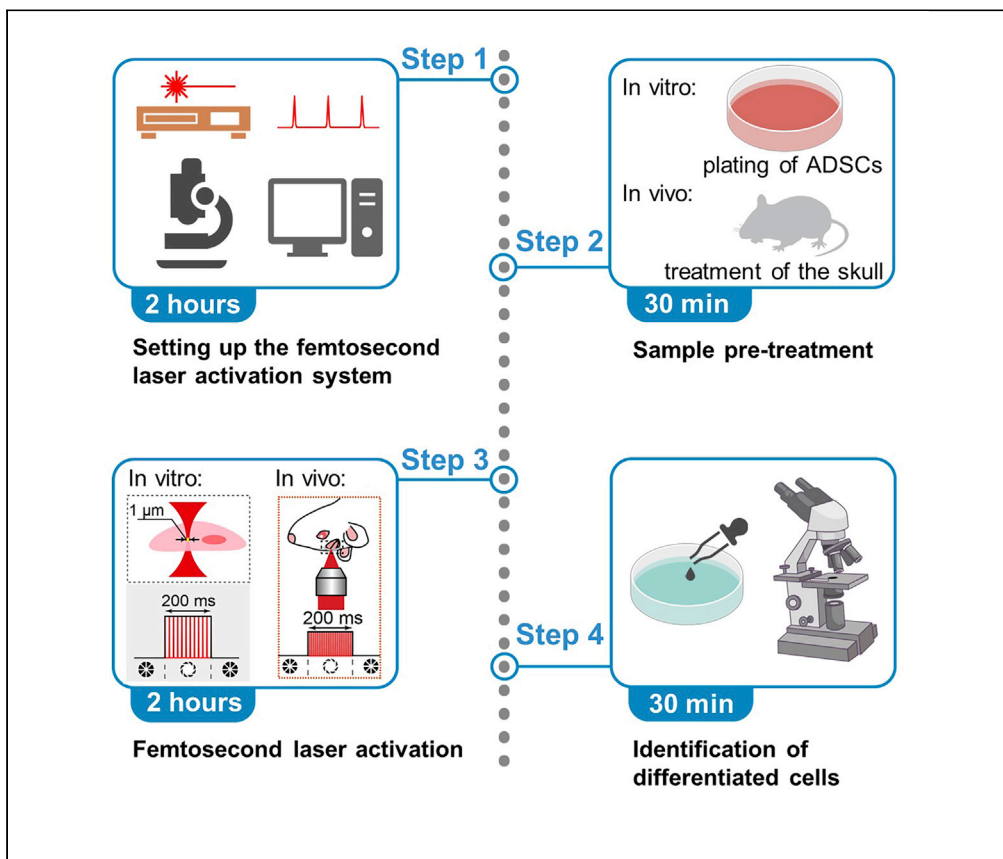 Step 1
2 hours
Setting up the femtosecond
laser activation system
Step 2
In vitro:
plating of ADSCs
In vivo:
treatment of the skull
30 min
Sample pre-treatment
Step 3
In vitro:
1 μm
200 ms
In vivo:
200 ms
2 hours
Femtosecond laser activation
Step 4
30 min
Identification of
differentiated cells